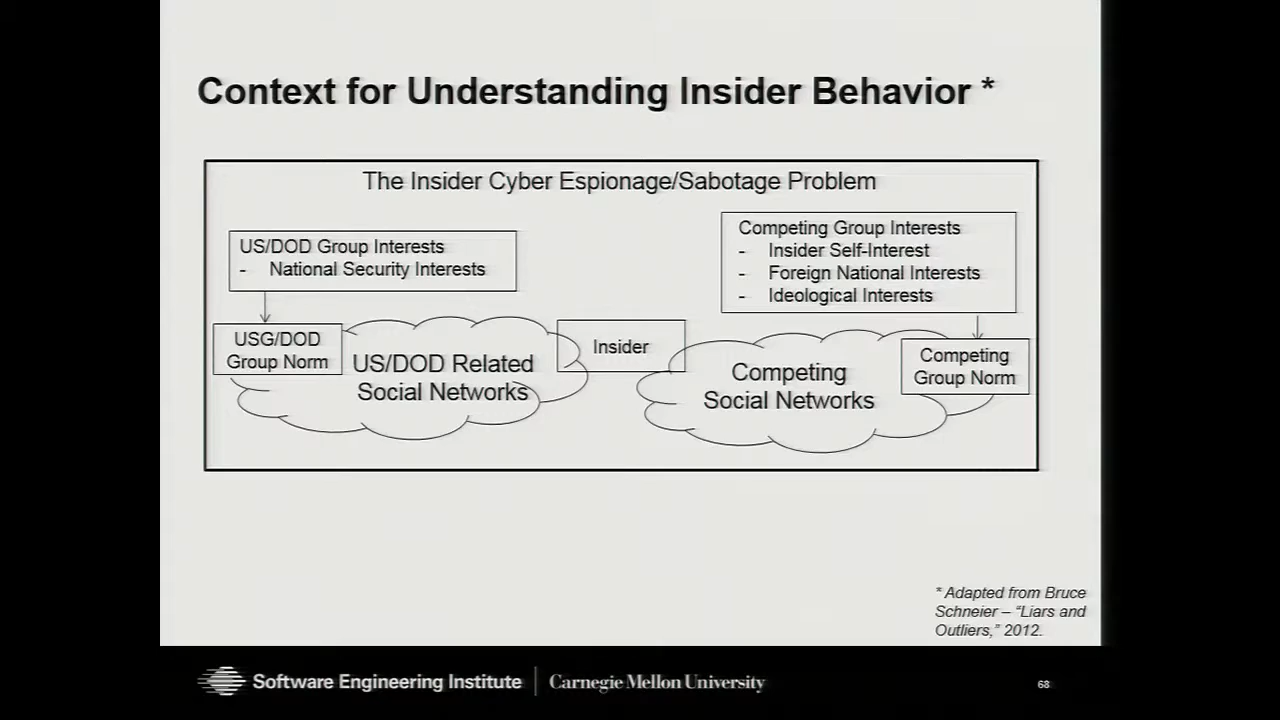 Context for Understanding Insider Behavior *
The Insider Cyber Espionage/Sabotage Problem
US/DOD Group Interests
- National Security Interests
Competing Group Interests
- Insider Self-Interest
- Foreign National Interests
- Ideological Interests
USG/DOD
Group Norm
US/DOD Related
Social Networks
Insider
Competing
Social Networks
Competing
Group Norm
* Adapted from Bruce
Schneier – “Liars and
Outliers,” 2012.
Software Engineering Institute
Carnegie Mellon University
68